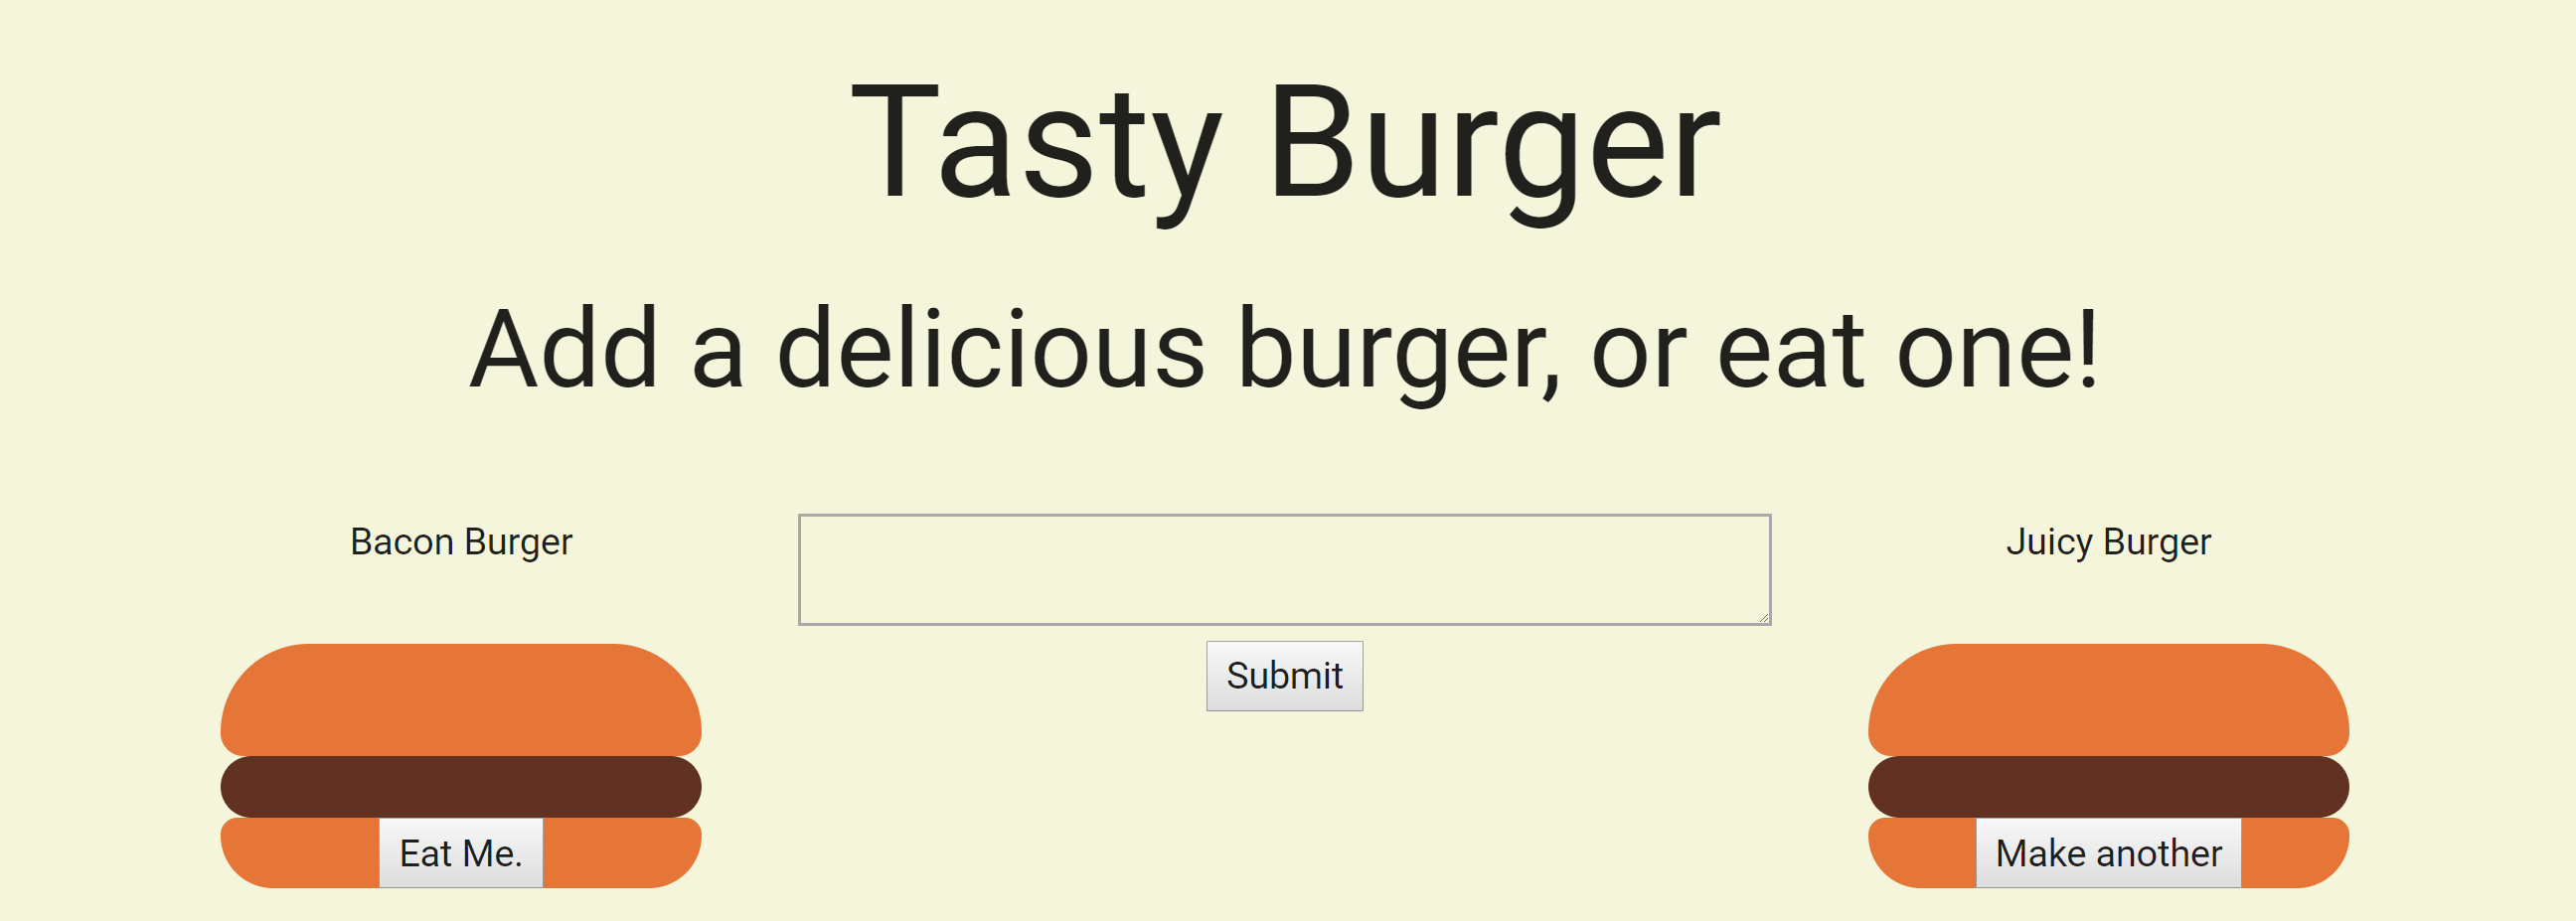 Tasty Burger
Add a delicious burger, or eat one!
Bacon Burger
Juicy Burger
Submit
Eat Me.
Make another